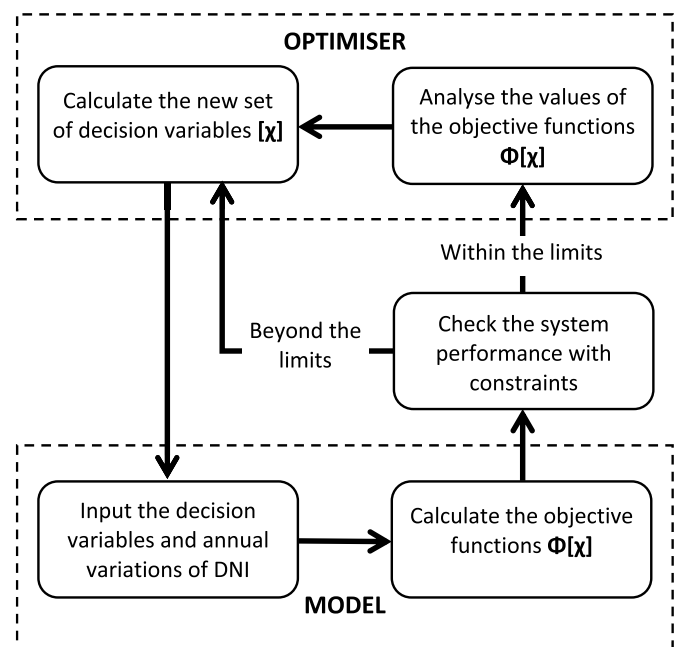 OPTIMISER
Calculate the new set
of decision variables [χ]
Analyse the values of
the objective functions
Φ[χ]
Within the limits
Beyond the
limits
Check the system
performance with
constraints
Input the decision
variables and annual
variations of DNI
Calculate the objective
functions Φ[χ]
MODEL